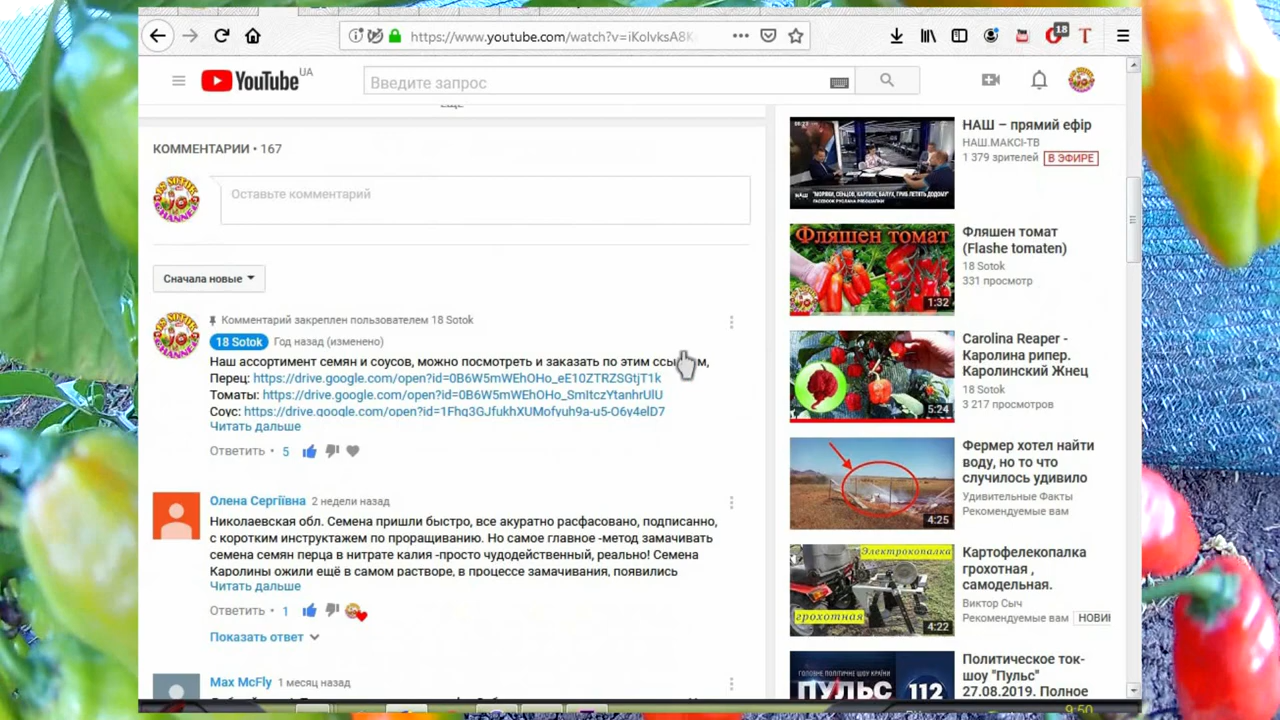 18
https://www.youtube.com/watch?v=iKolvksA8K
YouTube UA
Введите запрос
ещё
КОММЕНТАРИИ • 167
Оставьте комментарий
Сначала новые
Комментарий закреплен пользователем 18 Sotok
18 Sotok Год назад (изменено)
Наш ассортимент семян и соусов, можно посмотреть и заказать по этим
Перец: https://drive.google.com/open?id=0B6W5mWEhOHo_eE10ZTRZSGtjT1k
Томаты: https://drive.google.com/open?id=0B6W5mWEhOHo_SmItczYtanhrUlU
Соус: https://drive.google.com/open?id=1Fhq3GJfukhXUMofyuh9a-u5-O6y4elD7
Читать дальше
Ответить • 5
Олена Сергіївна 2 недели назад
Николаевская обл. Семена пришли быстро, все акуратно расфасовано, подписанно,
с коротким инструктажем по проращиванию. Но самое главное -метод замачивать
семена семян перца в нитрате калия -просто чудодейственный, реально! Семена
Каролины ожили ещё в самом растворе, в процессе замачивания, появились
Читать дальше
Ответить • 1
Показать ответ
Max McFly 1 месяц назад
НАШ – прямий ефір
НАШ.МАКСІ-ТВ
1 379 зрителей В ЭФИРЕ
Фляшен томат
1:32
Фляшен томат
(Flashe tomaten)
18 Sotok
331 просмотр
5:24
Carolina Reaper -
Каролина рипер.
Каролинский Жнец
18 Sotok
3 217 просмотров
4:25
Фермер хотел найти
воду, но то что
случилось удивило
Удивительные Факты
Рекомендуемые вам
Электрокопалка
грохотная
4:22
Картофелекопалка
грохотная ,
самодельная.
Виктор Сыч
Рекомендуемые вам НОВИ
ПУЛЬС 112
Политическое ток-
шоу "Пульс"
27.08.2019. Полное
9:50